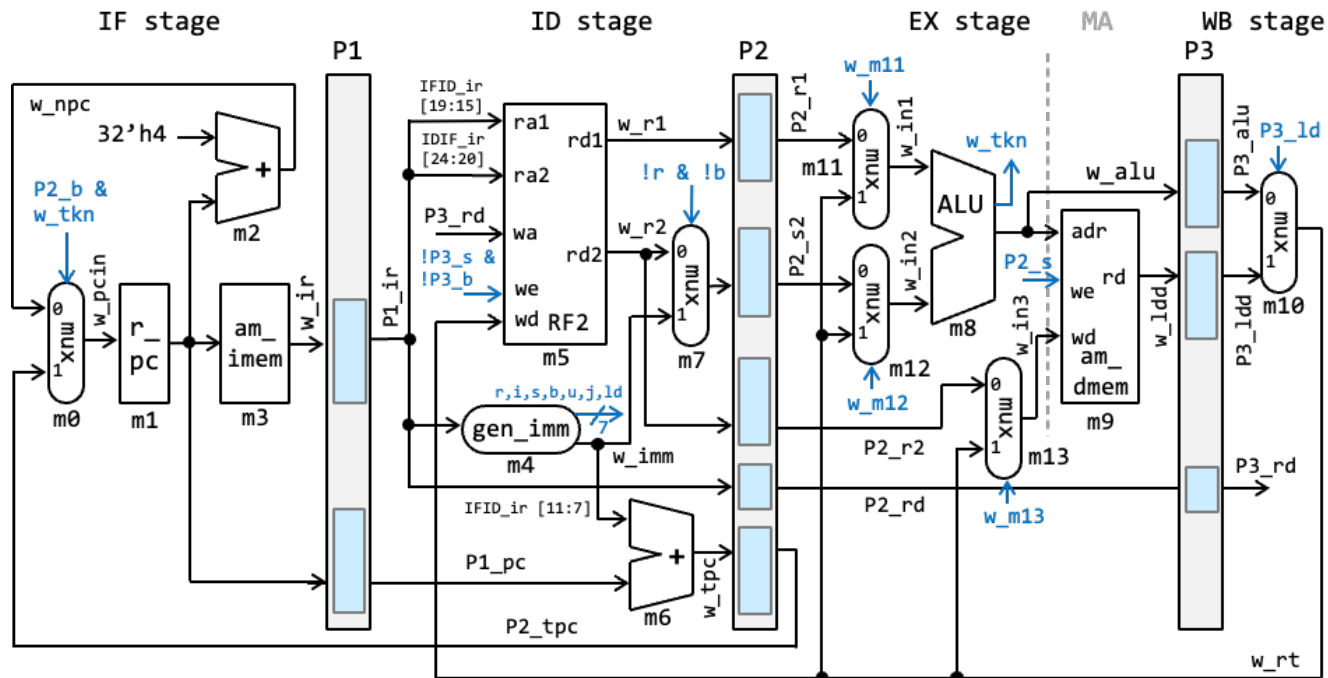 IF stage
ID stage
EX stage
MA
WB stage
P1
P2
P3
w_npc
32'h4
+
m2
P2_b &
w_tkn
0
mux
1
m0
w_pcin
r_
pc
m1
am_
imem
m3
w_ir
P1_ir
IFID_ir
[19:15]
IDIF_ir
[24:20]
P3_rd
!P3_s &
!P3_b
ra1
ra2
wa
we
wd
rd1
rd2
RF2
m5
w_r1
w_r2
!r & !b
0
mux
1
m7
r,i,s,b,u,j,ld
7
gen_imm
m4
w_imm
IFID_ir [11:7]
P1_pc
+
m6
w_tpc
P2_tpc
P2_r1
P2_s2
w_m11
0
mux
1
m11
w_in1
0
mux
1
m12
w_in2
w_m12
ALU
m8
w_tkn
P2_r2
P2_rd
0
mux
1
m13
w_m13
w_in3
w_alu
P2_s
adr
rd
we
wd
am_
dmem
m9
w_ldd
P3_alu
P3_ldd
P3_ld
0
mux
1
m10
P3_rd
w_rt